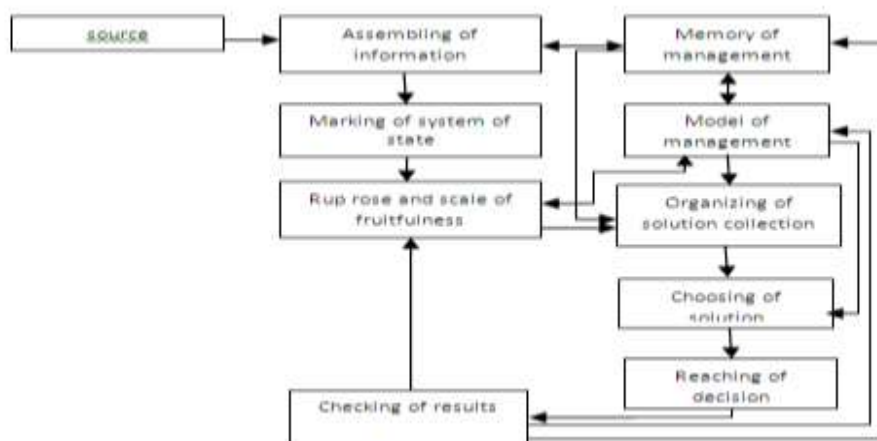 source
Assembling of
information
Memory of
management
Marking of system of
state
Model of
management
Rup rose and scale of
fruitfulness
Organizing of
solution collection
Choosing of
solution
Reaching of
decision
Checking of results